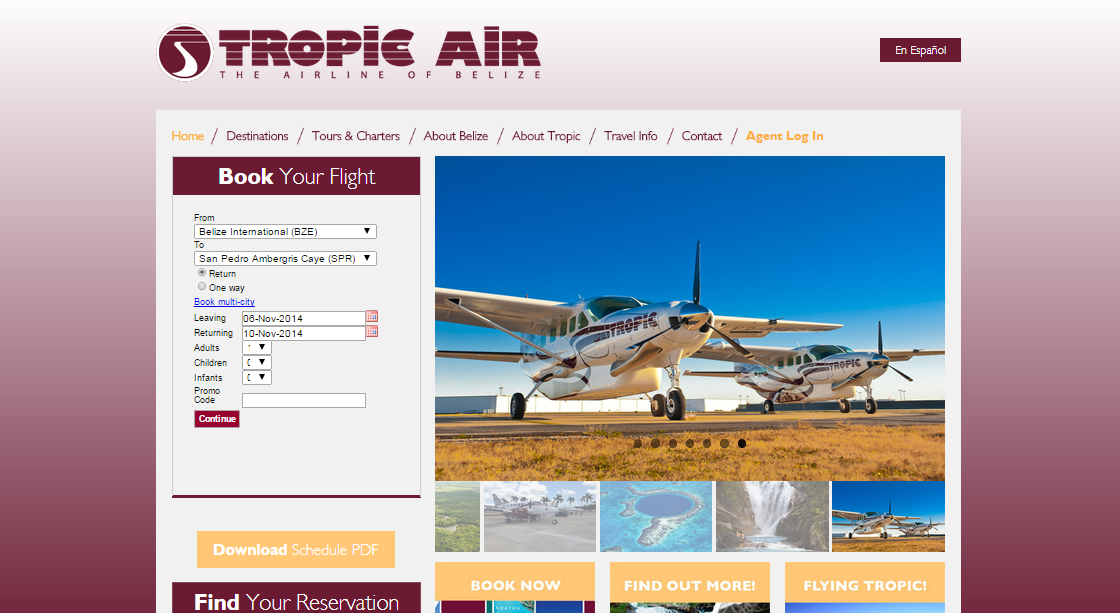 TROPIC AIR
THE AIRLINE OF BELIZE
En Español
Home / Destinations / Tours & Charters / About Belize / About Tropic / Travel Info / Contact / Agent Log In
Book Your Flight
From
Belize International (BZE)
To
San Pedro Ambergris Caye (SPR)
Return
One way
Book multi-city
Leaving 06-Nov-2014
Returning 10-Nov-2014
Adults
Children
Infants
Promo
Code
Continue
TROPIC
TROPIC
Download Schedule PDF
Find Your Reservation
BOOK NOW
FIND OUT MORE!
FLYING TROPIC!